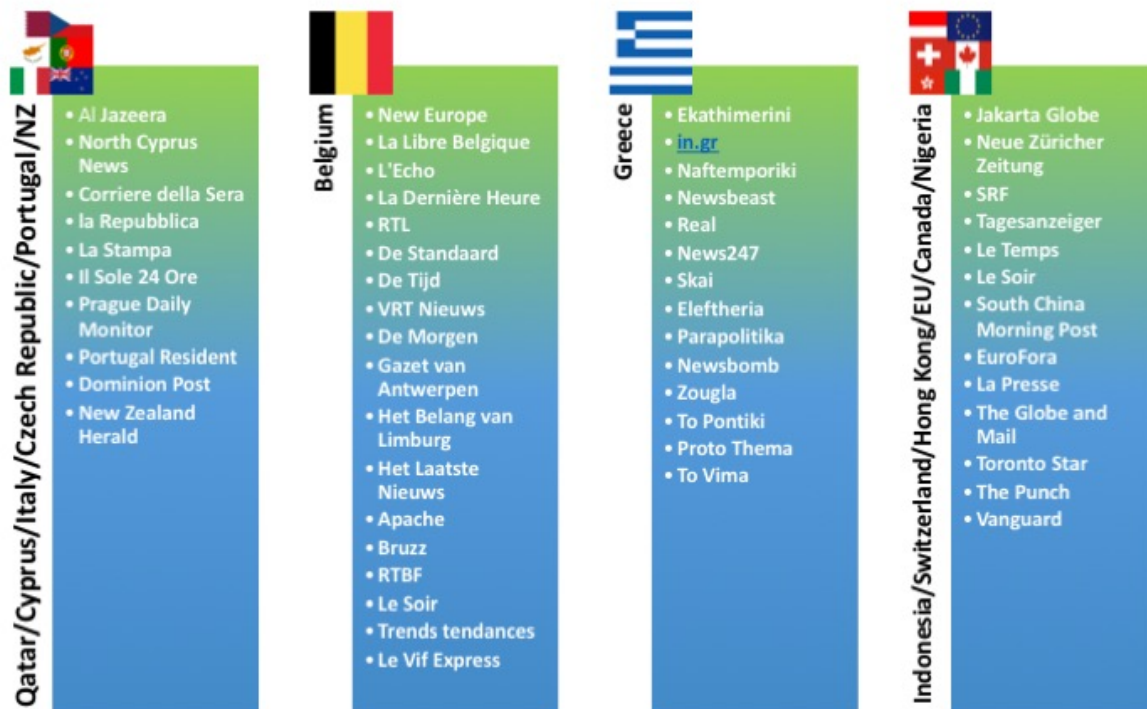 Qatar/Cyprus/Italy/Czech Republic/Portugal/NZ
• Al Jazeera
• North Cyprus
News
• Corriere della Sera
• la Repubblica
• La Stampa
• Il Sole 24 Ore
• Prague Daily
Monitor
• Portugal Resident
• Dominion Post
• New Zealand
Herald
Belgium
• New Europe
• La Libre Belgique
• L'Echo
• La Dernière Heure
• RTL
• De Standaard
• De Tijd
• VRT Nieuws
• De Morgen
• Gazet van
Antwerpen
• Het Belang van
Limburg
• Het Laatste
Nieuws
• Apache
• Bruzz
• RTBF
• Le Soir
• Trends tendances
• Le Vif Express
Greece
• Ekathimerini
• in.gr
• Naftemporiki
• Newsbeast
• Real
• News247
• Skai
• Eleftheria
• Parapolitika
• Newsbomb
• Zougla
• To Pontiki
• Proto Thema
• To Vima
Indonesia/Switzerland/Hong Kong/EU/Canada/Nigeria
• Jakarta Globe
• Neue Züricher
Zeitung
• SRF
• Tagesanzeiger
• Le Temps
• Le Soir
• South China
Morning Post
• EuroFora
• La Presse
• The Globe and
Mail
• Toronto Star
• The Punch
• Vanguard